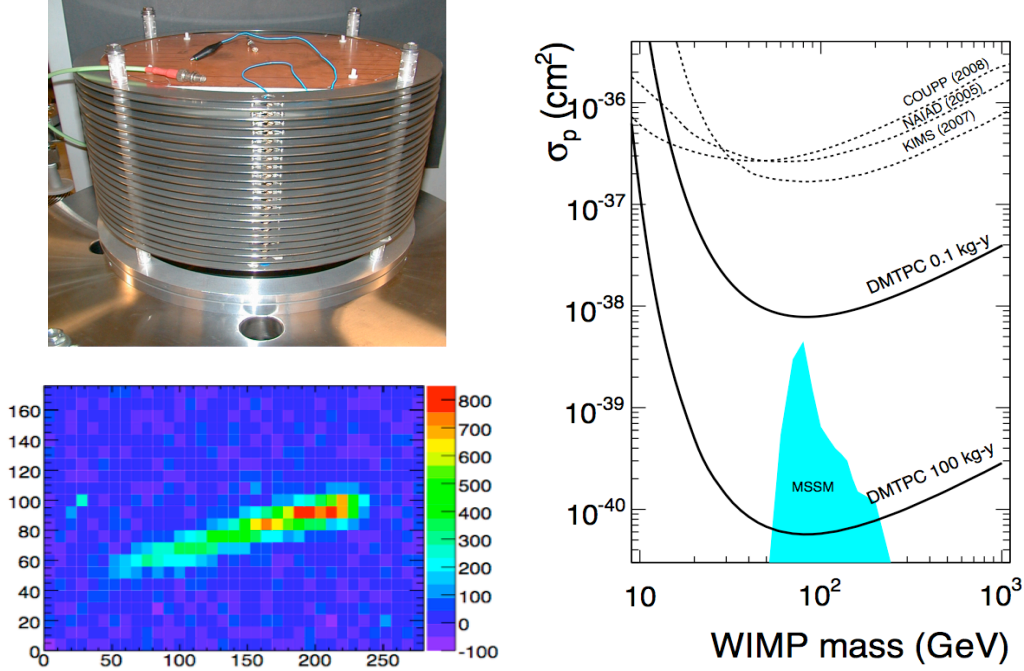 160
140
120
100
80
60
40
20
0
0 50 100 150 200 250
800
700
600
500
400
300
200
100
0
-100
σp (cm²)
10⁻³⁶
10⁻³⁷
10⁻³⁸
10⁻³⁹
10⁻⁴⁰
COUPP (2008)
NAIAD (2005)
KIMS (2007)
DMTPC 0.1 kg-y
MSSM
DMTPC 100 kg-y
10 10² 10³
WIMP mass (GeV)